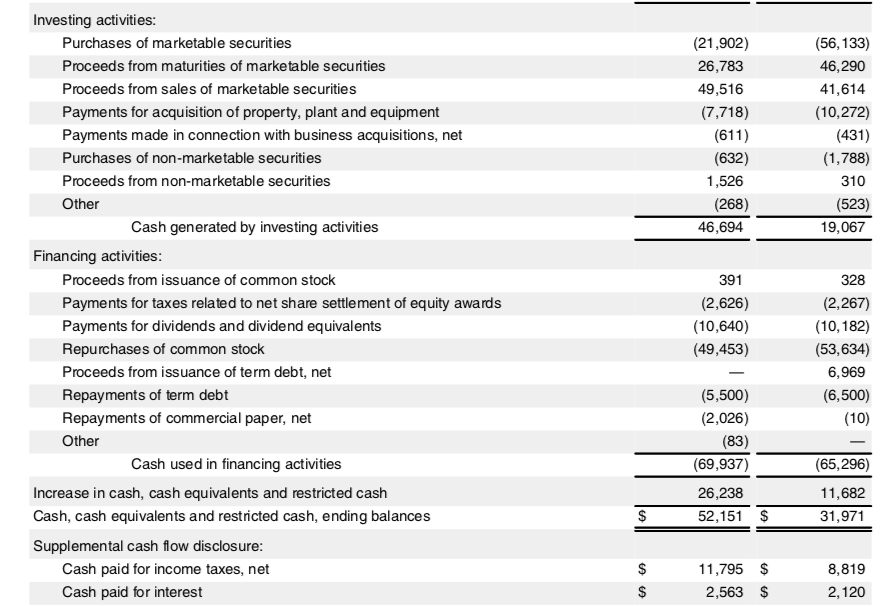 Investing activities:
Purchases of marketable securities (21,902) (56,133)
Proceeds from maturities of marketable securities 26,783 46,290
Proceeds from sales of marketable securities 49,516 41,614
Payments for acquisition of property, plant and equipment (7,718) (10,272)
Payments made in connection with business acquisitions, net (611) (431)
Purchases of non-marketable securities (632) (1,788)
Proceeds from non-marketable securities 1,526 310
Other (268) (523)
Cash generated by investing activities 46,694 19,067
Financing activities:
Proceeds from issuance of common stock 391 328
Payments for taxes related to net share settlement of equity awards (2,626) (2,267)
Payments for dividends and dividend equivalents (10,640) (10,182)
Repurchases of common stock (49,453) (53,634)
Proceeds from issuance of term debt, net — 6,969
Repayments of term debt (5,500) (6,500)
Repayments of commercial paper, net (2,026) (10)
Other (83) —
Cash used in financing activities (69,937) (65,296)
Increase in cash, cash equivalents and restricted cash 26,238 11,682
Cash, cash equivalents and restricted cash, ending balances $ 52,151 $ 31,971
Supplemental cash flow disclosure:
Cash paid for income taxes, net $ 11,795 $ 8,819
Cash paid for interest $ 2,563 $ 2,120